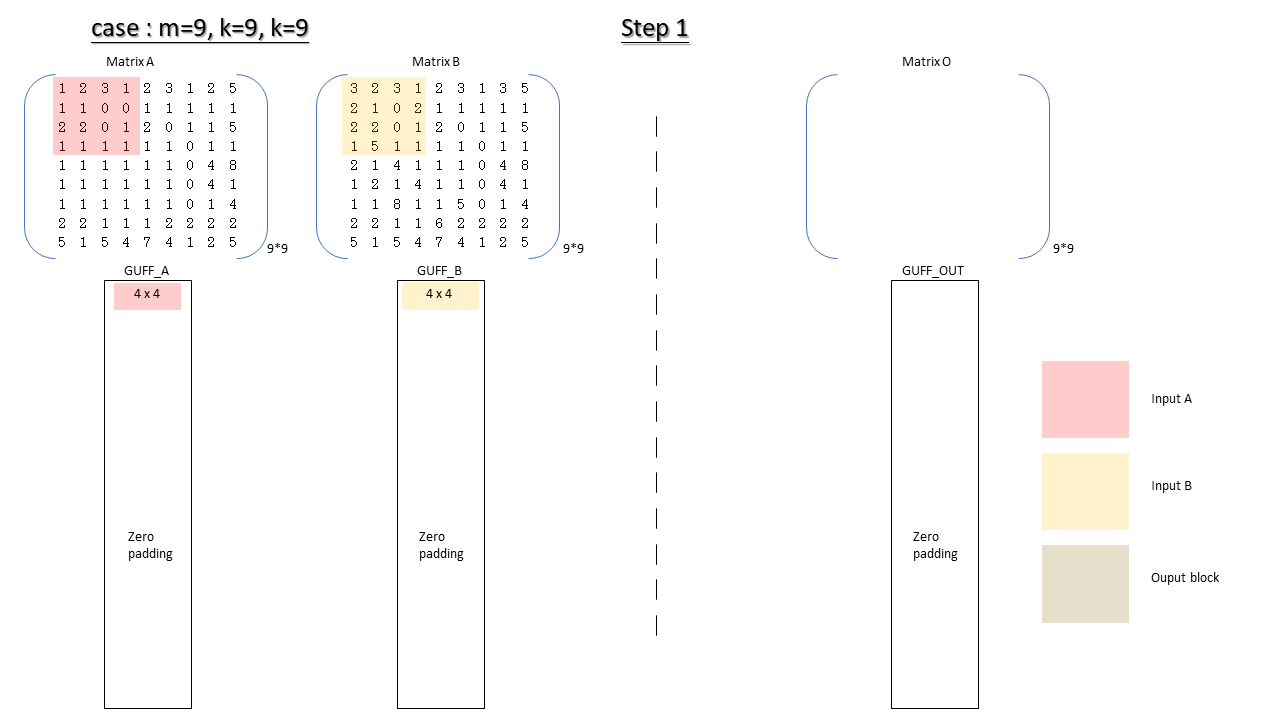 case : m=9, k=9, k=9
Step 1
Matrix A
Matrix B
Matrix O
1 2 3 1 2 3 1 2 5
1 1 0 0 1 1 1 1 1
2 2 0 1 2 0 1 1 5
1 1 1 1 1 1 0 1 1
1 1 1 1 1 1 0 4 8
1 1 1 1 1 1 0 4 1
1 1 1 1 1 1 0 1 4
2 2 1 1 1 2 2 2 2
5 1 5 4 7 4 1 2 5
9*9
3 2 3 1 2 3 1 3 5
2 1 0 2 1 1 1 1 1
2 2 0 1 2 0 1 1 5
1 5 1 1 1 1 0 1 1
2 1 4 1 1 1 0 4 8
1 2 1 4 1 1 0 4 1
1 1 8 1 1 5 0 1 4
2 2 1 1 6 2 2 2 2
5 1 5 4 7 4 1 2 5
9*9
9*9
GUFF_A
4 x 4
Zero
padding
GUFF_B
4 x 4
Zero
padding
GUFF_OUT
Zero
padding
Input A
Input B
Ouput block